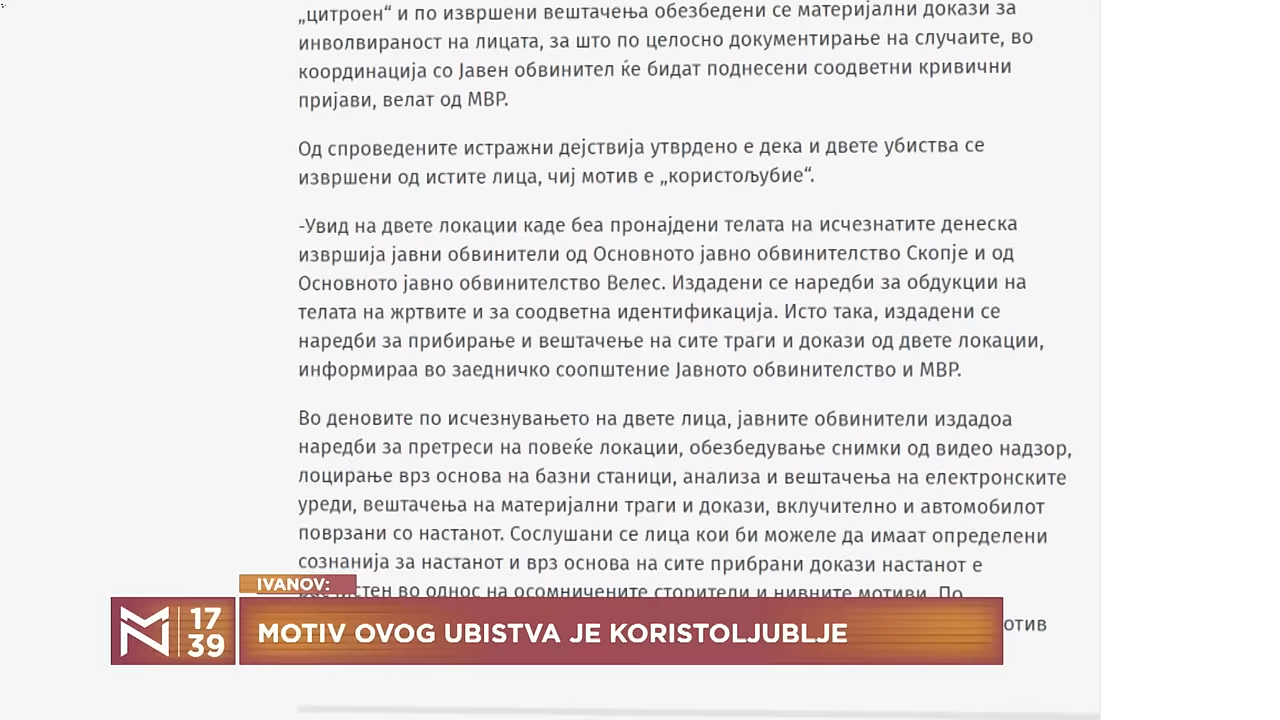 „цитроен“ и по извршени вештачења обезбедени се материјални докази за
инволвираност на лицата, за што по целосно документирање на случаите, во
координација со Јавен обвинител ќе бидат поднесени соодветни кривични
пријави, велат од МВР.
Од спроведените истражни дејствија утврдено е дека и двете убиства се
извршени од истите лица, чиј мотив е „користољубие“.
-Увид на двете локации каде беа пронајдени телата на исчезнатите денеска
извршија јавни обвинители од Основното јавно обвинителство Скопје и од
Основното јавно обвинителство Велес. Издадени се наредби за обдукции на
телата на жртвите и за соодветна идентификација. Исто така, издадени се
наредби за прибирање и вештачење на сите траги и докази од двете локации,
информираа во заедничко соопштение Јавното обвинителство и МВР.
Во деновите по исчезнувањето на двете лица, јавните обвинители издадоа
наредби за претреси на повеќе локации, обезбедување снимки од видео надзор,
лоцирање врз основа на базни станици, анализа и вештачења на електронските
уреди, вештачења на материјални траги и докази, вклучително и автомобилот
поврзани со настанот. Сослушани се лица кои би можеле да имаат определени
сознанија за настанот и врз основа на сите прибрани докази настанот е
во однос на осомничените сторители и нивните мотиви. По
отив
IVANOV:
17
39
MOTIV OVOG UBISTVA JE KORISTOLJUBLJE